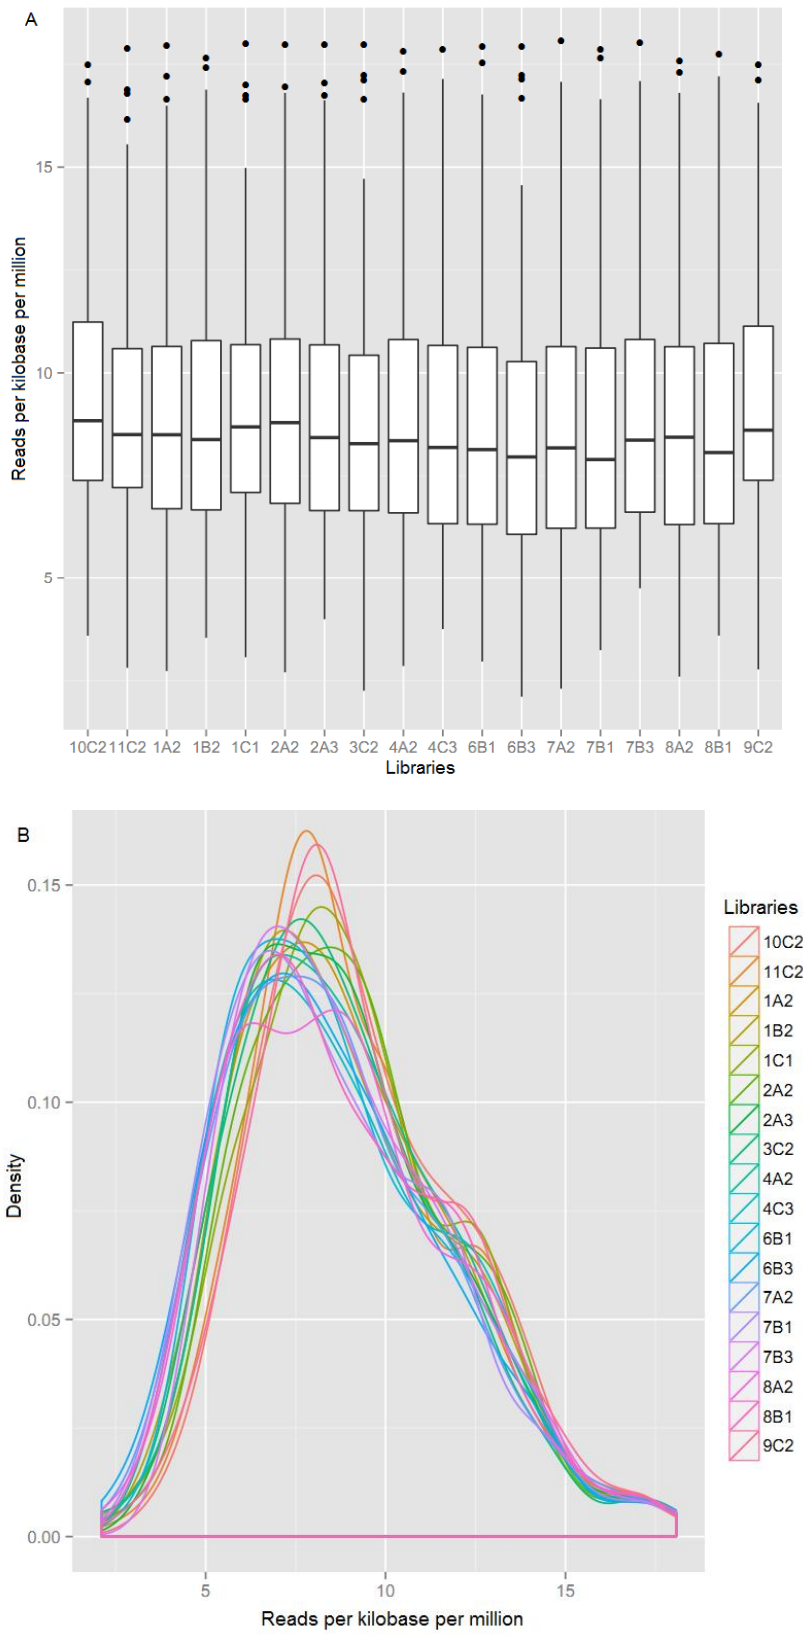 A
15
10
5
Reads per kilobase per million
10C2 11C2 1A2 1B2 1C1 2A2 2A3 3C2 4A2 4C3 6B1 6B3 7A2 7B1 7B3 8A2 8B1 9C2
Libraries
B
0.15
0.10
0.05
0.00
Density
5 10 15
Reads per kilobase per million
Libraries
10C2
11C2
1A2
1B2
1C1
2A2
2A3
3C2
4A2
4C3
6B1
6B3
7A2
7B1
7B3
8A2
8B1
9C2